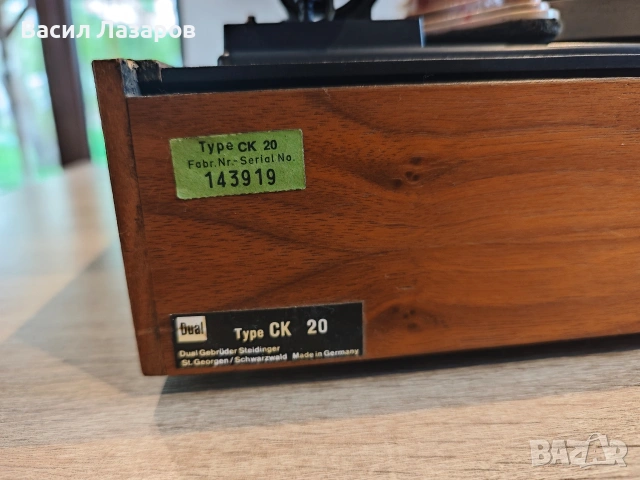 Васил Лазаров
Type CK 20
Fabr.Nr.-Serial No.
143919
Dual Type CK 20
Dual Gebrüder Steidinger
St. Georgen / Schwarzwald Made in Germany
bazar